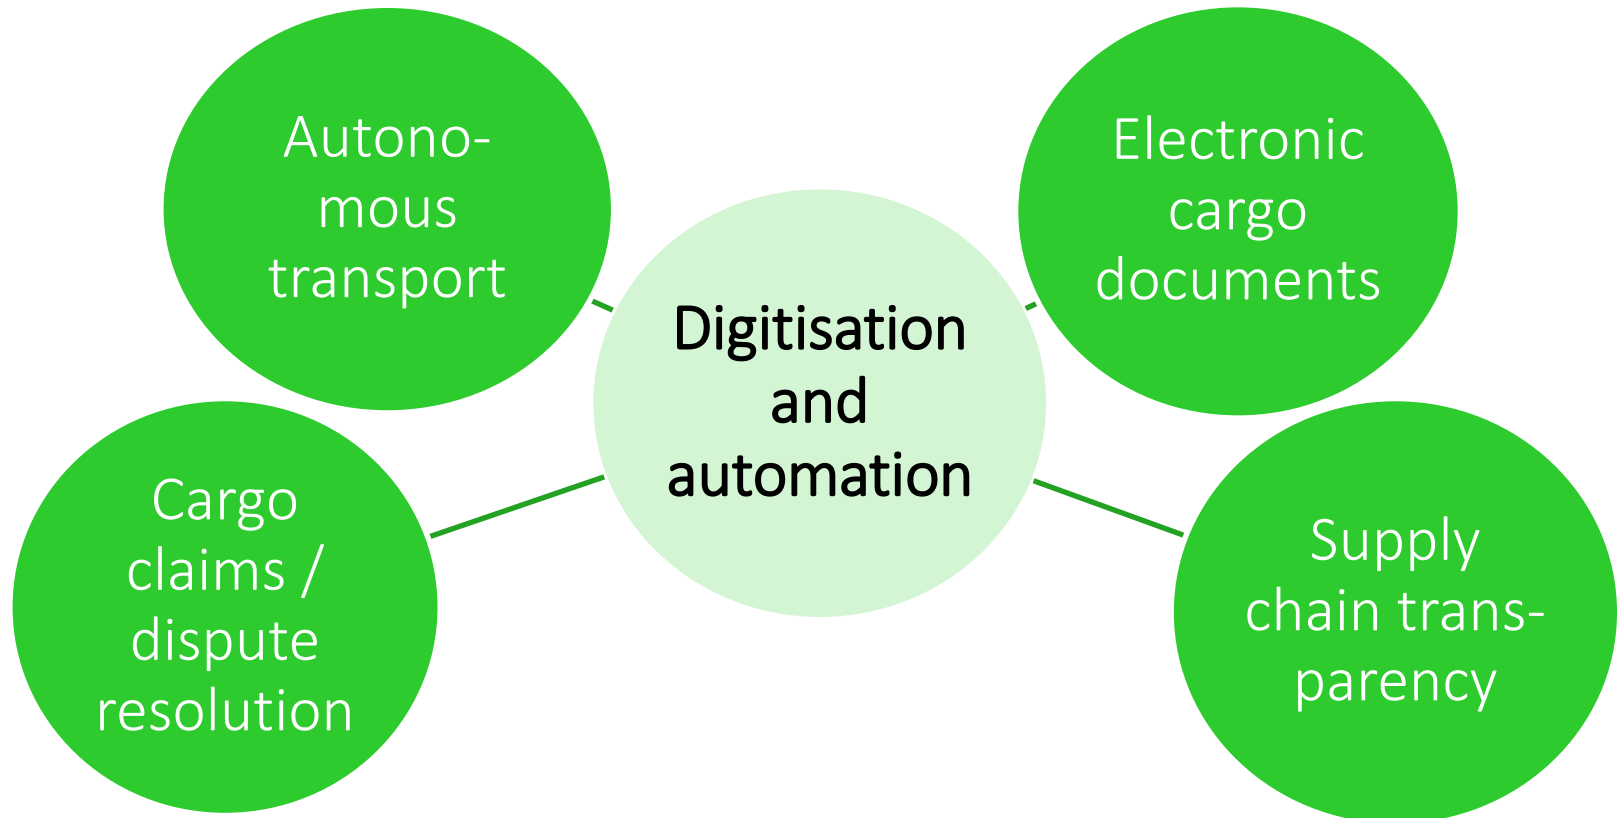 Autono-
mous
transport
Electronic
cargo
documents
Digitisation
and
automation
Cargo
claims /
dispute
resolution
Supply
chain trans-
parency